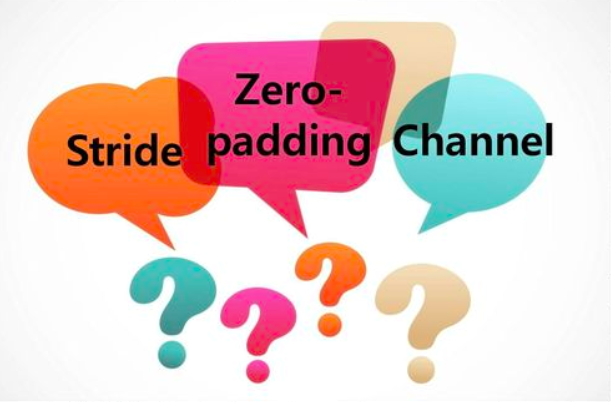 Stride
Zero-
padding
Channel